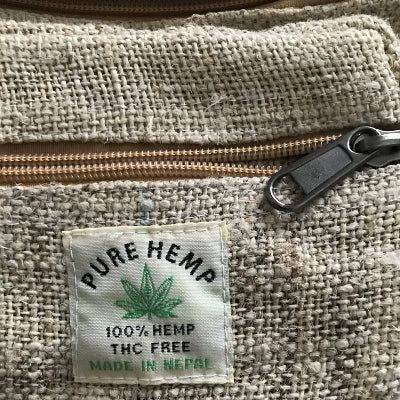 PURE HEMP
100% HEMP
THC FREE
MADE IN NEPAL